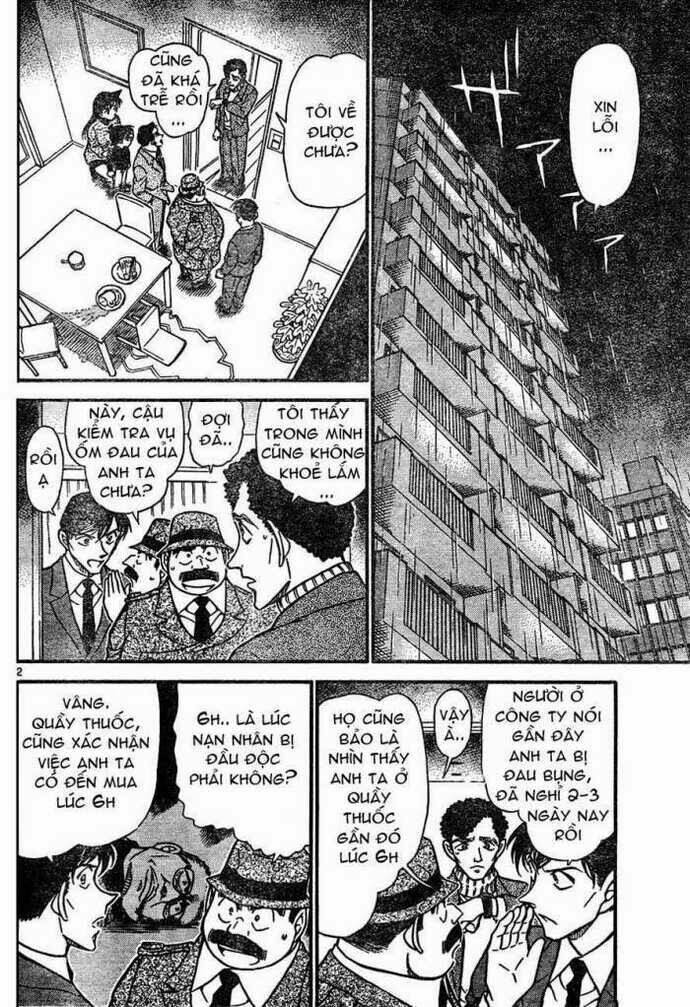 XIN
LỖI
...
TÔI VỀ
ĐƯỢC
CHƯA?
CŨNG
ĐÃ KHÁ
TRỄ RỒI
...
TÔI THẤY
TRONG MÌNH
CŨNG KHÔNG
KHOẺ LẮM
...
ĐỢI
ĐÃ..
NÀY, CẬU
KIỂM TRA VỤ
ỐM ĐAU CỦA
ANH TA
CHƯA?
RỒI
Ạ
2
NGƯỜI Ở
CÔNG TY NÓI
GẦN ĐÂY
ANH TA BỊ
ĐAU BỤNG,
ĐÃ NGHỈ 2-3
NGÀY NAY
RỒI
VẬY
À..
HỌ CŨNG
BẢO LÀ
NHÌN THẤY
ANH TA Ở
QUẦY
THUỐC
GẦN ĐÓ
LÚC 6H
6H.. LÀ LÚC
NẠN NHÂN BỊ
ĐẦU ĐỘC
PHẢI KHÔNG?
VÂNG.
QUẦY THUỐC,
CŨNG XÁC NHẬN
VIỆC ANH TA
CÓ ĐẾN MUA
LÚC 6H